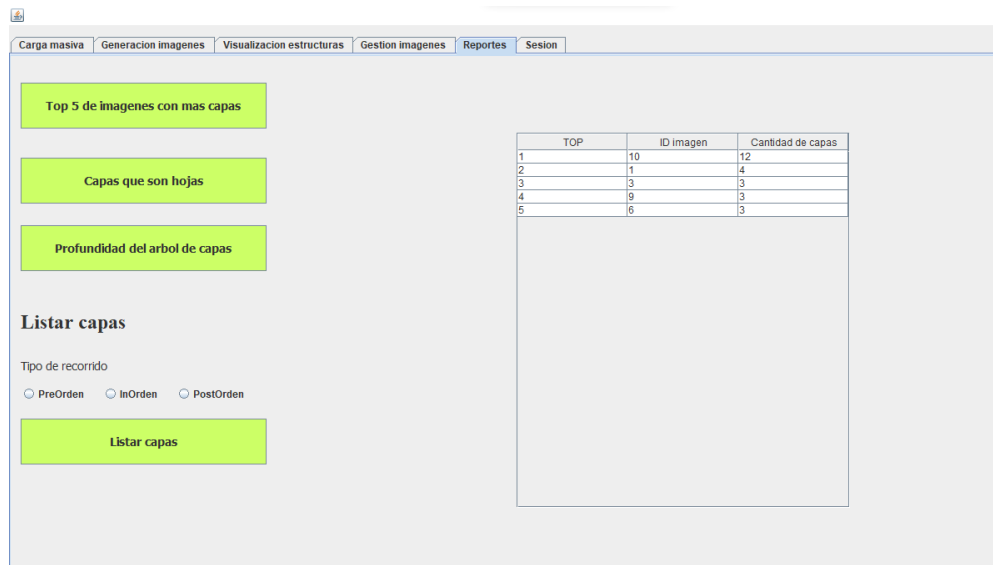 Carga masiva Generacion imagenes Visualizacion estructuras Gestion imagenes Reportes Sesion
Top 5 de imagenes con mas capas
Capas que son hojas
Profundidad del arbol de capas
Listar capas
Tipo de recorrido
PreOrden InOrden PostOrden
Listar capas
TOP ID imagen Cantidad de capas
1 10 12
2 1 4
3 3 3
4 9 3
5 6 3